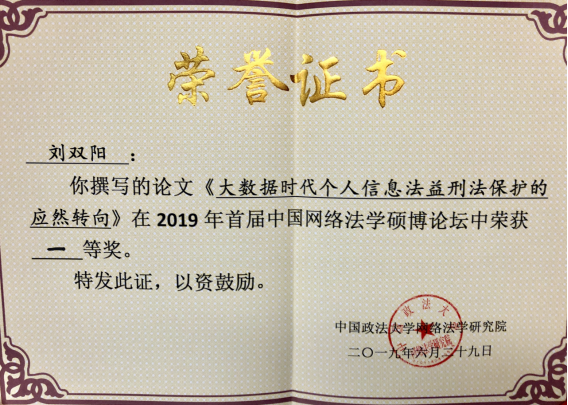 荣誉证书
刘双阳：
你撰写的论文《大数据时代个人信息法益刑法保护的
应然转向》在2019年首届中国网络法学硕博论坛中荣获
一等奖。
特发此证，以资鼓励。
中国政法大学网络法学研究院
二〇一九年六月二十九日